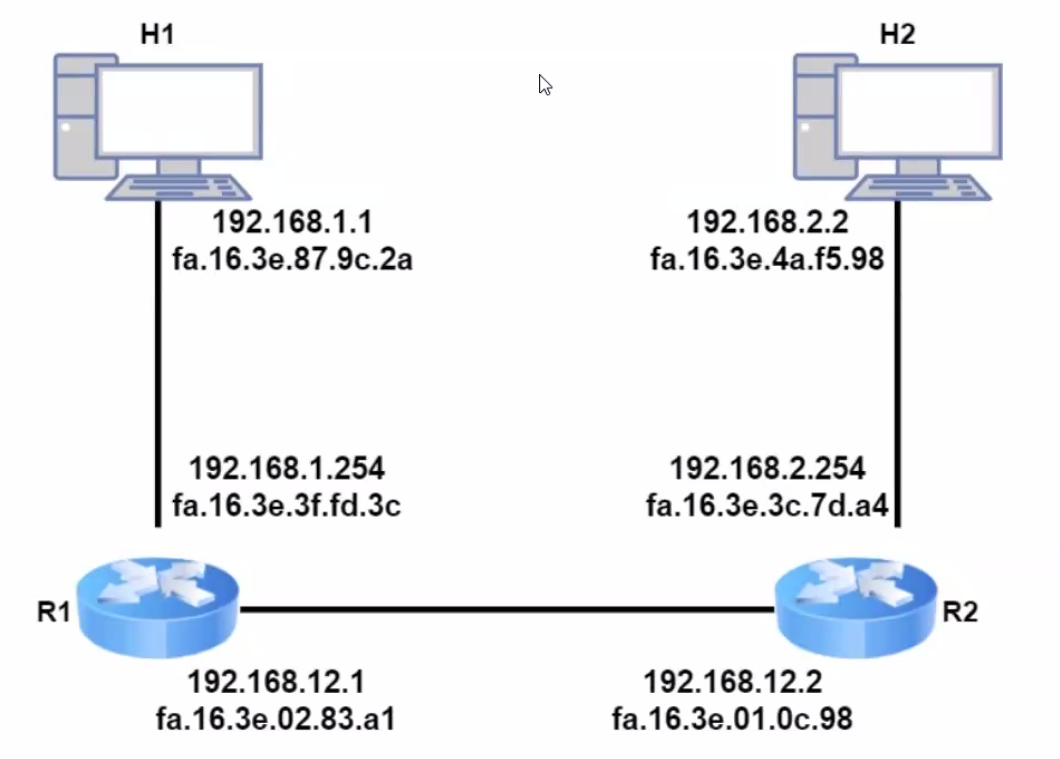 H1
H2
192.168.1.1
fa.16.3e.87.9c.2a
192.168.2.2
fa.16.3e.4a.f5.98
192.168.1.254
fa.16.3e.3f.fd.3c
192.168.2.254
fa.16.3e.3c.7d.a4
R1
R2
192.168.12.1
fa.16.3e.02.83.a1
192.168.12.2
fa.16.3e.01.0c.98